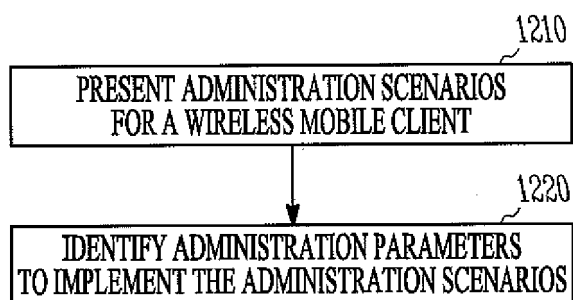 1210
PRESENT ADMINISTRATION SCENARIOS
FOR A WIRELESS MOBILE CLIENT
1220
IDENTIFY ADMINISTRATION PARAMETERS
TO IMPLEMENT THE ADMINISTRATION SCENARIOS